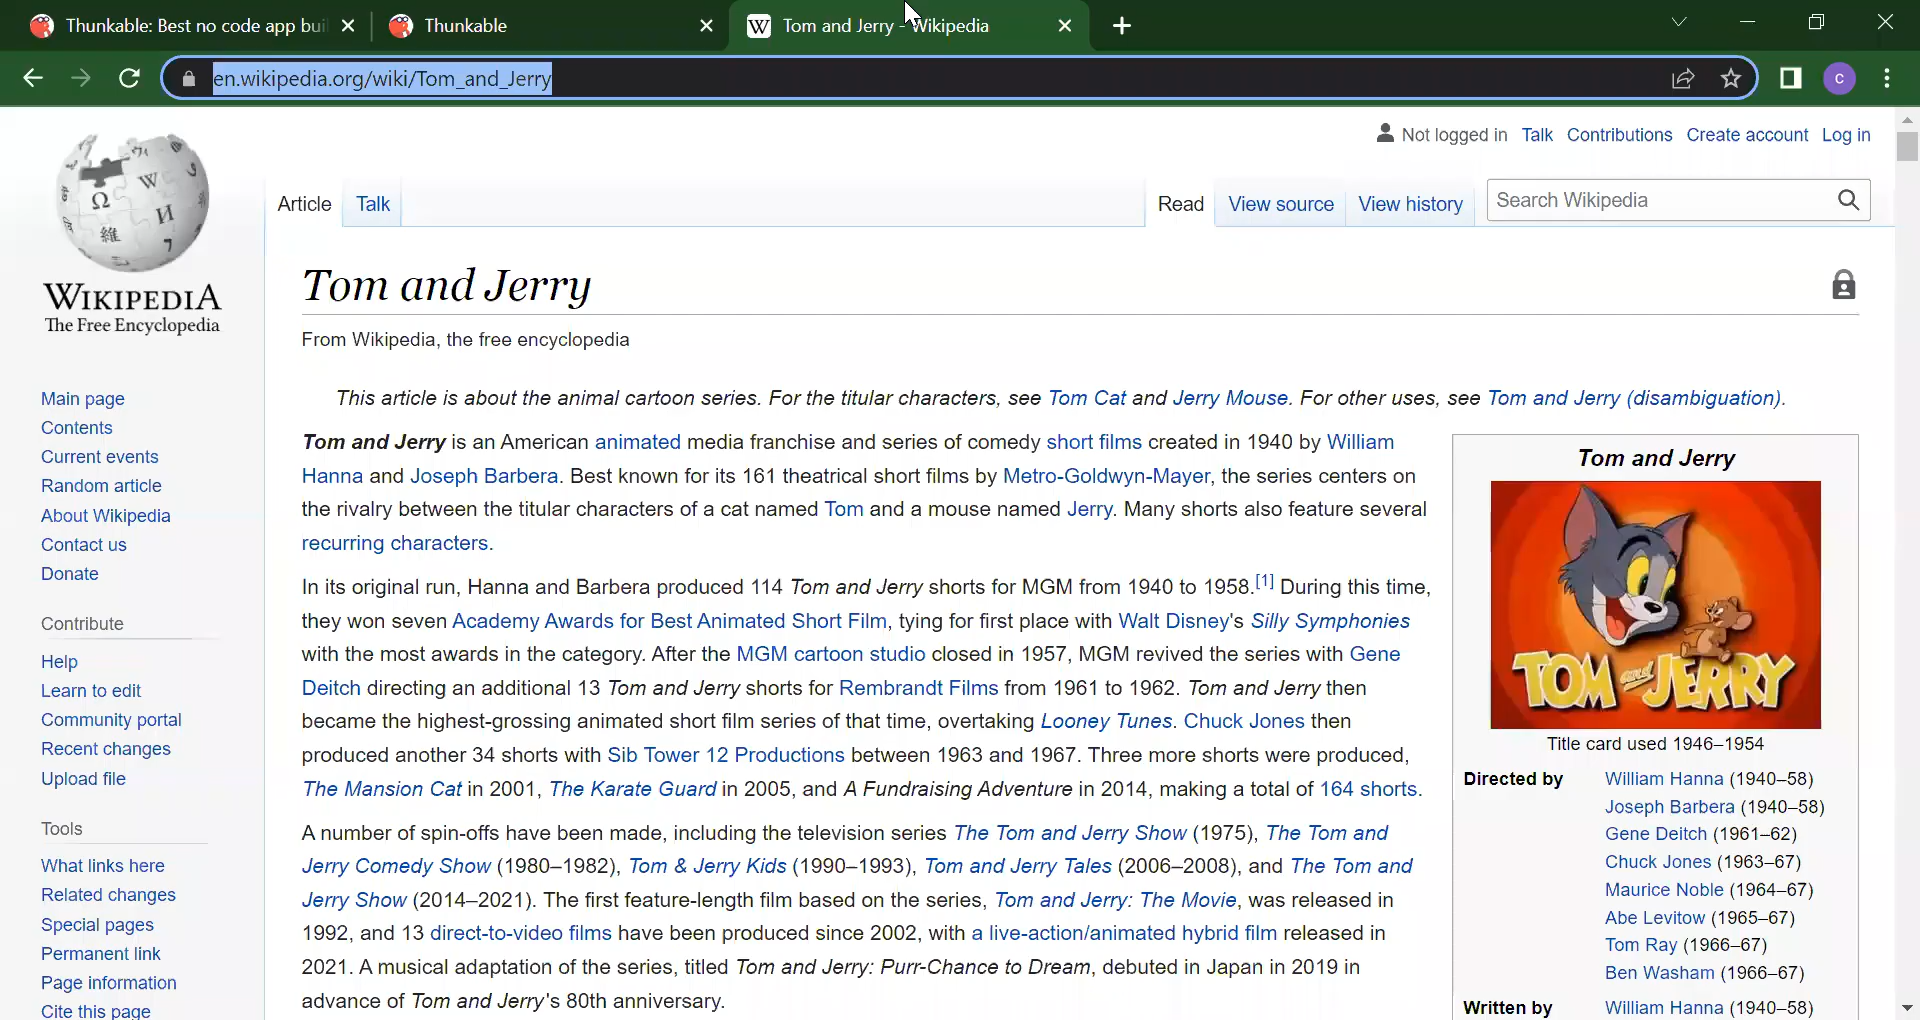 Thunkable: Best no code app bui
Thunkable
Tom and Jerry - Wikipedia
en.wikipedia.org/wiki/Tom_and_Jerry
c
Not logged in Talk Contributions Create account Log in
Article Talk Read View source View history Search Wikipedia
Ω W И 維 7
WIKIPEDIA
The Free Encyclopedia
Tom and Jerry
From Wikipedia, the free encyclopedia
Main page
Contents
Current events
Random article
About Wikipedia
Contact us
Donate
Contribute
Help
Learn to edit
Community portal
Recent changes
Upload file
Tools
What links here
Related changes
Special pages
Permanent link
Page information
Cite this page
This article is about the animal cartoon series. For the titular characters, see Tom Cat and Jerry Mouse. For other uses, see Tom and Jerry (disambiguation).
Tom and Jerry is an American animated media franchise and series of comedy short films created in 1940 by William
Hanna and Joseph Barbera. Best known for its 161 theatrical short films by Metro-Goldwyn-Mayer, the series centers on
the rivalry between the titular characters of a cat named Tom and a mouse named Jerry. Many shorts also feature several
recurring characters.
In its original run, Hanna and Barbera produced 114 Tom and Jerry shorts for MGM from 1940 to 1958.[1] During this time,
they won seven Academy Awards for Best Animated Short Film, tying for first place with Walt Disney's Silly Symphonies
with the most awards in the category. After the MGM cartoon studio closed in 1957, MGM revived the series with Gene
Deitch directing an additional 13 Tom and Jerry shorts for Rembrandt Films from 1961 to 1962. Tom and Jerry then
became the highest-grossing animated short film series of that time, overtaking Looney Tunes. Chuck Jones then
produced another 34 shorts with Sib Tower 12 Productions between 1963 and 1967. Three more shorts were produced,
The Mansion Cat in 2001, The Karate Guard in 2005, and A Fundraising Adventure in 2014, making a total of 164 shorts.
A number of spin-offs have been made, including the television series The Tom and Jerry Show (1975), The Tom and
Jerry Comedy Show (1980–1982), Tom & Jerry Kids (1990–1993), Tom and Jerry Tales (2006–2008), and The Tom and
Jerry Show (2014–2021). The first feature-length film based on the series, Tom and Jerry: The Movie, was released in
1992, and 13 direct-to-video films have been produced since 2002, with a live-action/animated hybrid film released in
2021. A musical adaptation of the series, titled Tom and Jerry: Purr-Chance to Dream, debuted in Japan in 2019 in
advance of Tom and Jerry's 80th anniversary.
Tom and Jerry
TOM and JERRY
Title card used 1946–1954
Directed by William Hanna (1940–58)
Joseph Barbera (1940–58)
Gene Deitch (1961–62)
Chuck Jones (1963–67)
Maurice Noble (1964–67)
Abe Levitow (1965–67)
Tom Ray (1966–67)
Ben Washam (1966–67)
Written by William Hanna (1940–58)